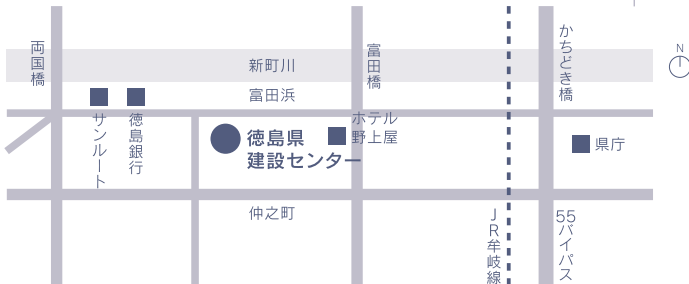 両国橋
新町川
富田橋
かちどき橋
N
富田浜
サンルート
徳島銀行
徳島県
建設センター
ホテル
野上屋
県庁
仲之町
JR牟岐線
55バイパス